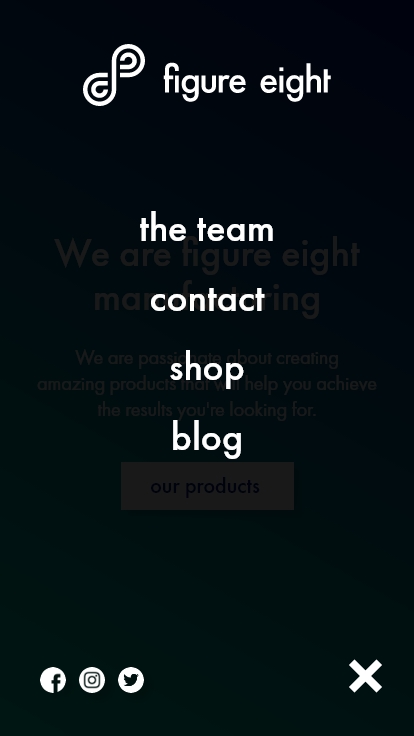 figure eight
the team
We are figure eight
contact
manufacturing
We are passionate about creating
shop
amazing products that will help you achieve
the results you're looking for.
blog
our products